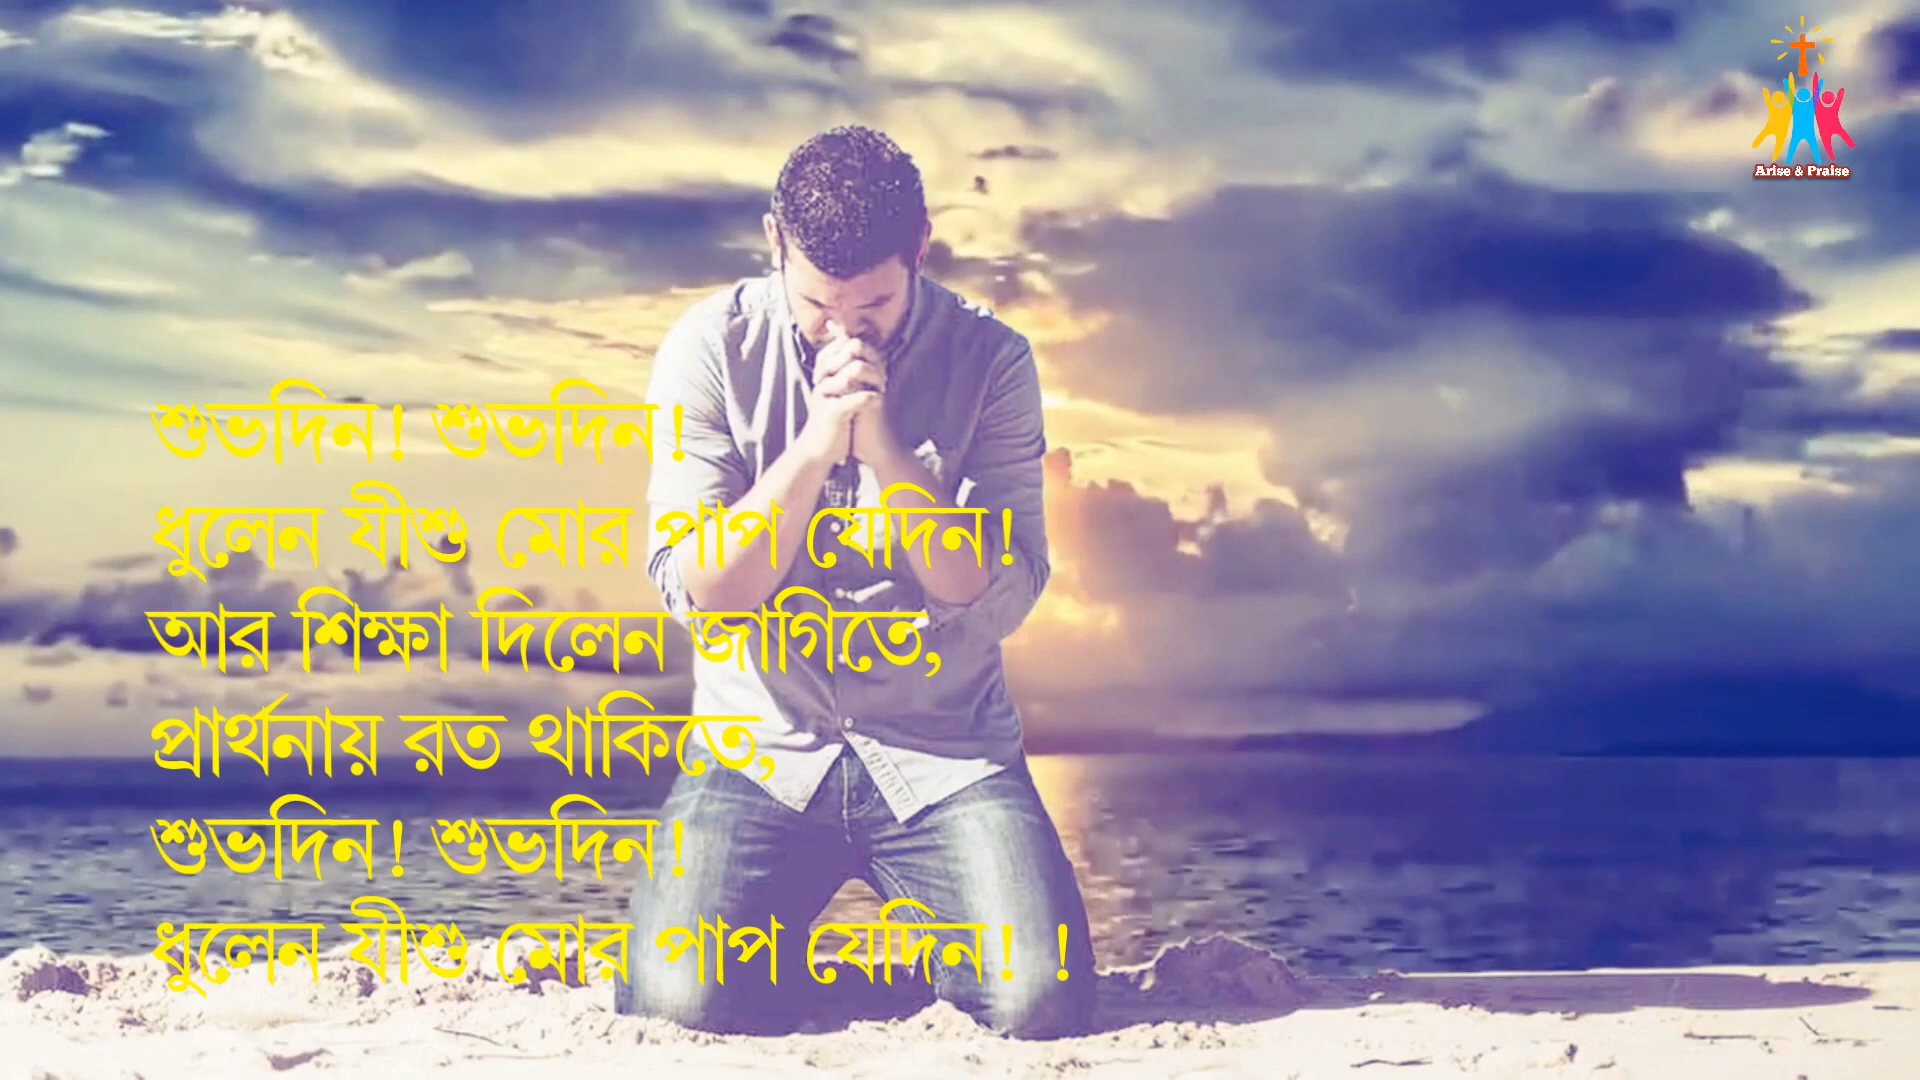 শুভদিন! শুভদিন!
ধুলেন যীশু মোর পাপ যেদিন!
আর শিক্ষা দিলেন জাগিতে,
প্রার্থনায় রত থাকিতে,
শুভদিন! শুভদিন!
ধুলেন যীশু মোর পাপ যেদিন! !
Arise & Praise